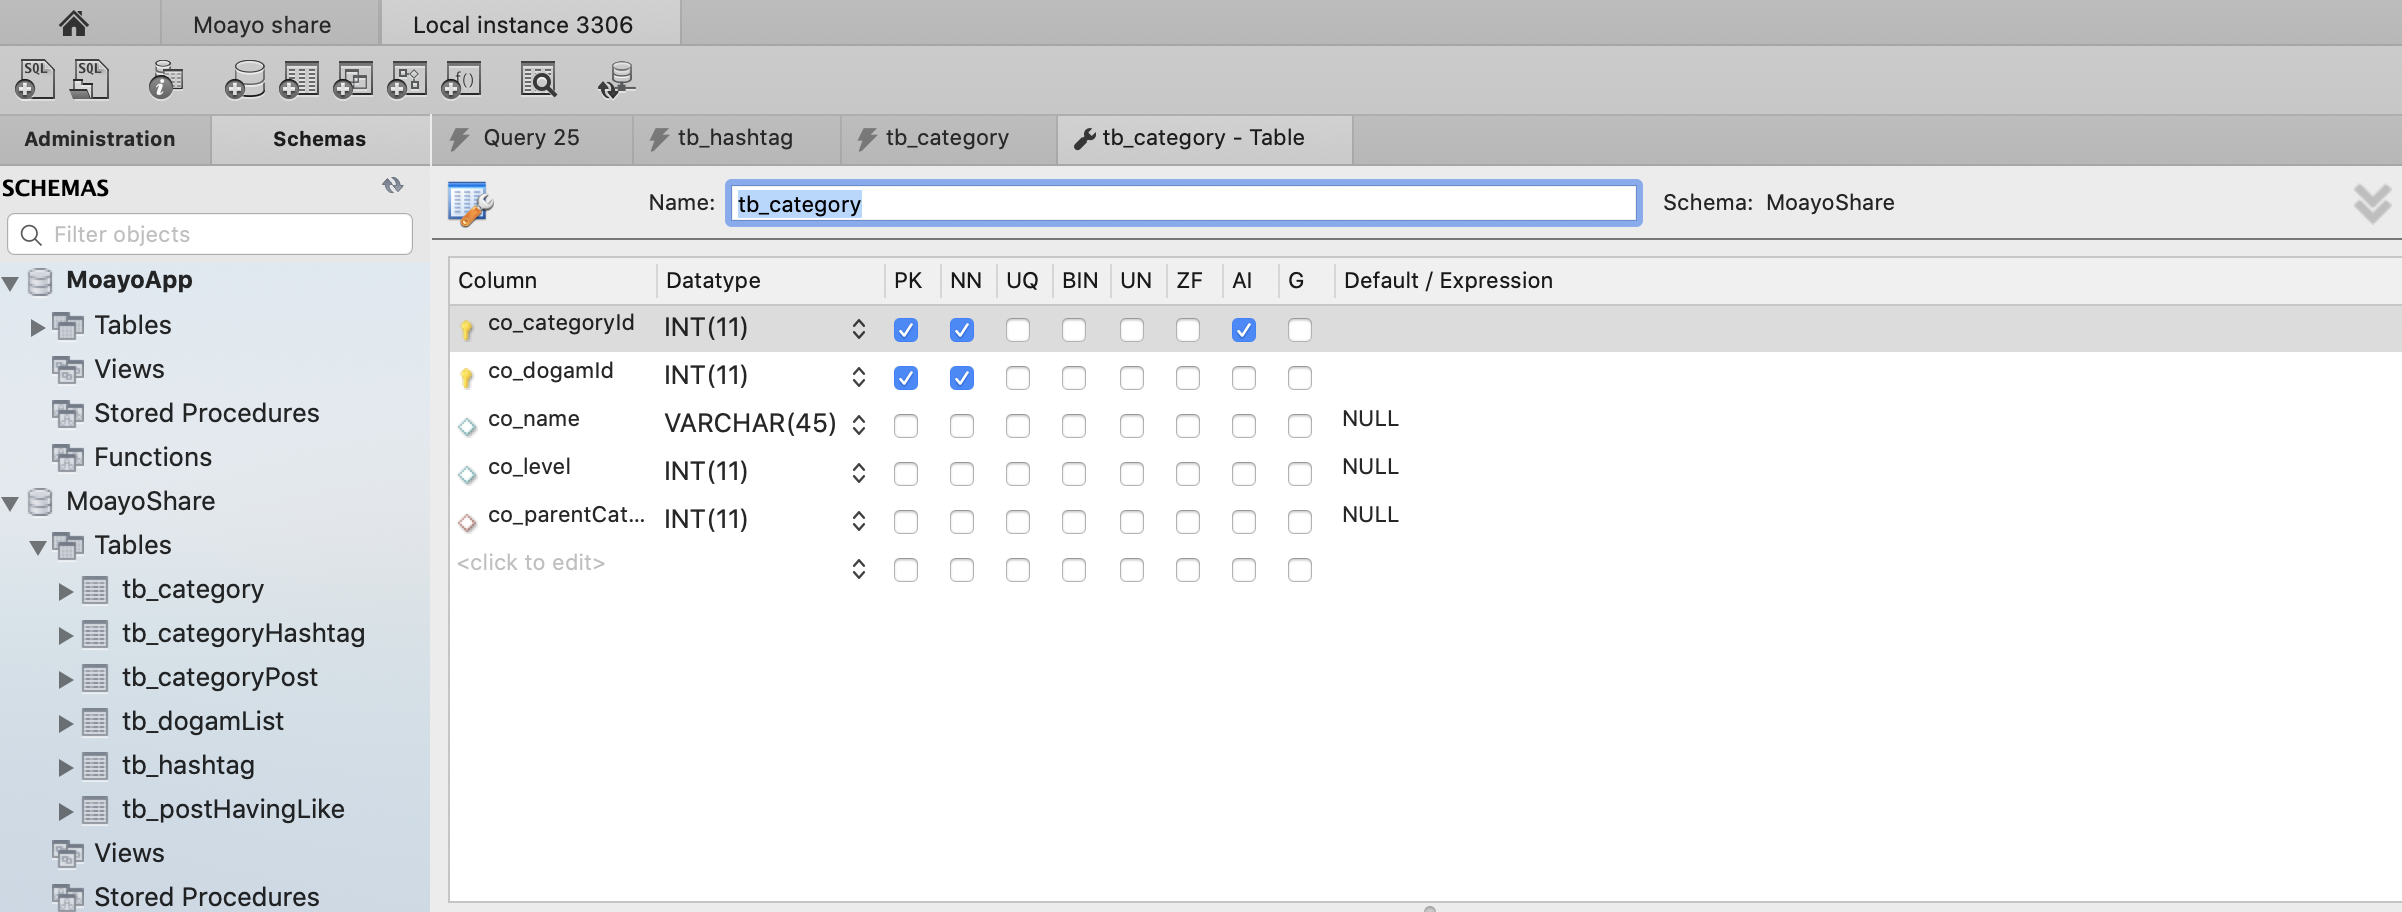 Moayo share
Local instance 3306
SQL
SQL
f()
Administration
Schemas
Query 25
tb_hashtag
tb_category
tb_category - Table
SCHEMAS
Filter objects
Name:
tb_category
Schema: MoayoShare
MoayoApp
Tables
Views
Stored Procedures
Functions
MoayoShare
Tables
tb_category
tb_categoryHashtag
tb_categoryPost
tb_dogamList
tb_hashtag
tb_postHavingLike
Views
Stored Procedures
Column Datatype PK NN UQ BIN UN ZF AI G Default / Expression
co_categoryId INT(11)
co_dogamId INT(11)
co_name VARCHAR(45) NULL
co_level INT(11) NULL
co_parentCat... INT(11) NULL
<click to edit>